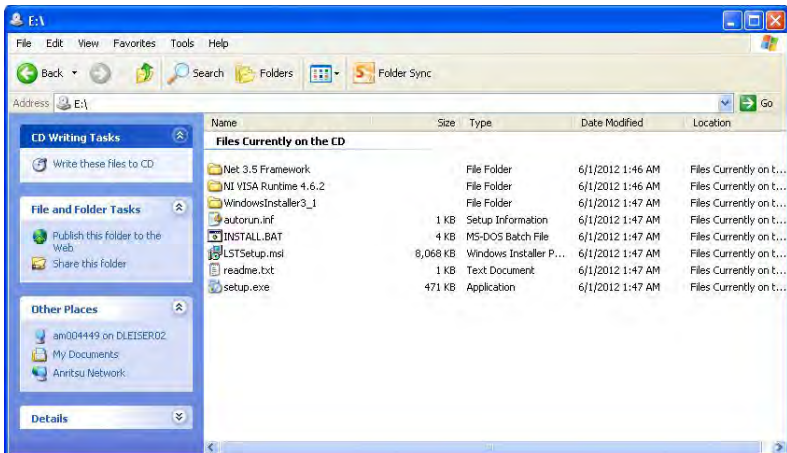 E:\
File Edit View Favorites Tools Help
Back Search Folders Folder Sync
Address E:\ Go
Name Size Type Date Modified Location
Files Currently on the CD
Net 3.5 Framework File Folder 6/1/2012 1:46 AM Files Currently on t...
NI VISA Runtime 4.6.2 File Folder 6/1/2012 1:46 AM Files Currently on t...
WindowsInstaller3_1 File Folder 6/1/2012 1:47 AM Files Currently on t...
autorun.inf 1 KB Setup Information 6/1/2012 1:47 AM Files Currently on t...
INSTALL.BAT 4 KB MS-DOS Batch File 6/1/2012 1:47 AM Files Currently on t...
LSTSetup.msi 8,068 KB Windows Installer P... 6/1/2012 1:47 AM Files Currently on t...
readme.txt 1 KB Text Document 6/1/2012 1:47 AM Files Currently on t...
setup.exe 471 KB Application 6/1/2012 1:47 AM Files Currently on t...
CD Writing Tasks
Write these files to CD
File and Folder Tasks
Publish this folder to the
Web
Share this folder
Other Places
am004449 on DLEISER02
My Documents
Anritsu Network
Details